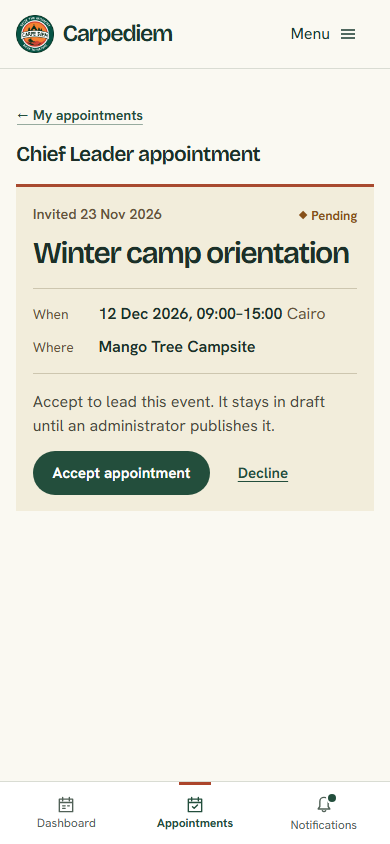 Carpediem
Menu
← My appointments
Chief Leader appointment
Invited 23 Nov 2026
◆ Pending
Winter camp orientation
When 12 Dec 2026, 09:00–15:00 Cairo
Where Mango Tree Campsite
Accept to lead this event. It stays in draft
until an administrator publishes it.
Accept appointment
Decline
Dashboard
Appointments
Notifications